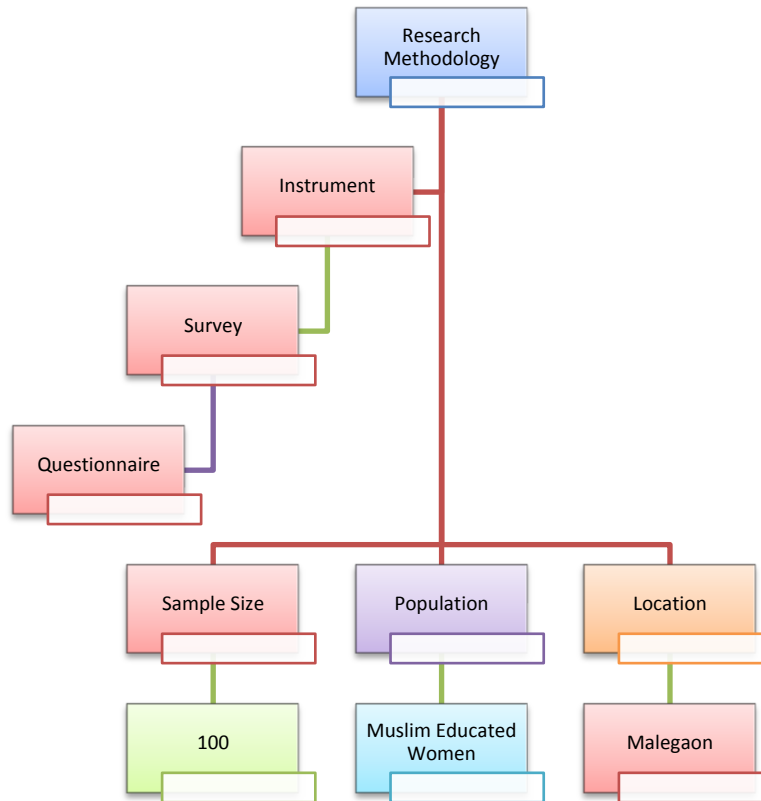 Research
Methodology
Instrument
Survey
Questionnaire
Sample Size
Population
Location
100
Muslim Educated
Women
Malegaon